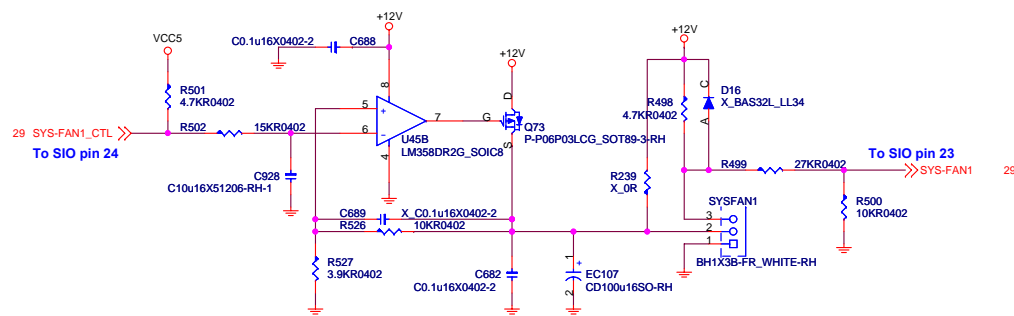 +12V
C0.1u16X0402-2 C688
VCC5
+12V
+12V
R501
4.7KR0402
8
5
+
6
-
7
4
U45B
LM358DR2G_SOIC8
G
D
S
Q73
P-P06P03LCG_SOT89-3-RH
R498
4.7KR0402
C
A
D16
X_BAS32L_LL34
29 SYS-FAN1_CTL
R502 15KR0402
To SIO pin 24
C928
C10u16X51206-RH-1
R239
X_0R
R499 27KR0402
To SIO pin 23
SYS-FAN1 29
R500
10KR0402
SYSFAN1
3
2
1
BH1X3B-FR_WHITE-RH
C689 X_C0.1u16X0402-2
R526 10KR0402
R527
3.9KR0402
C682
C0.1u16X0402-2
1
+
2
EC107
CD100u16SO-RH